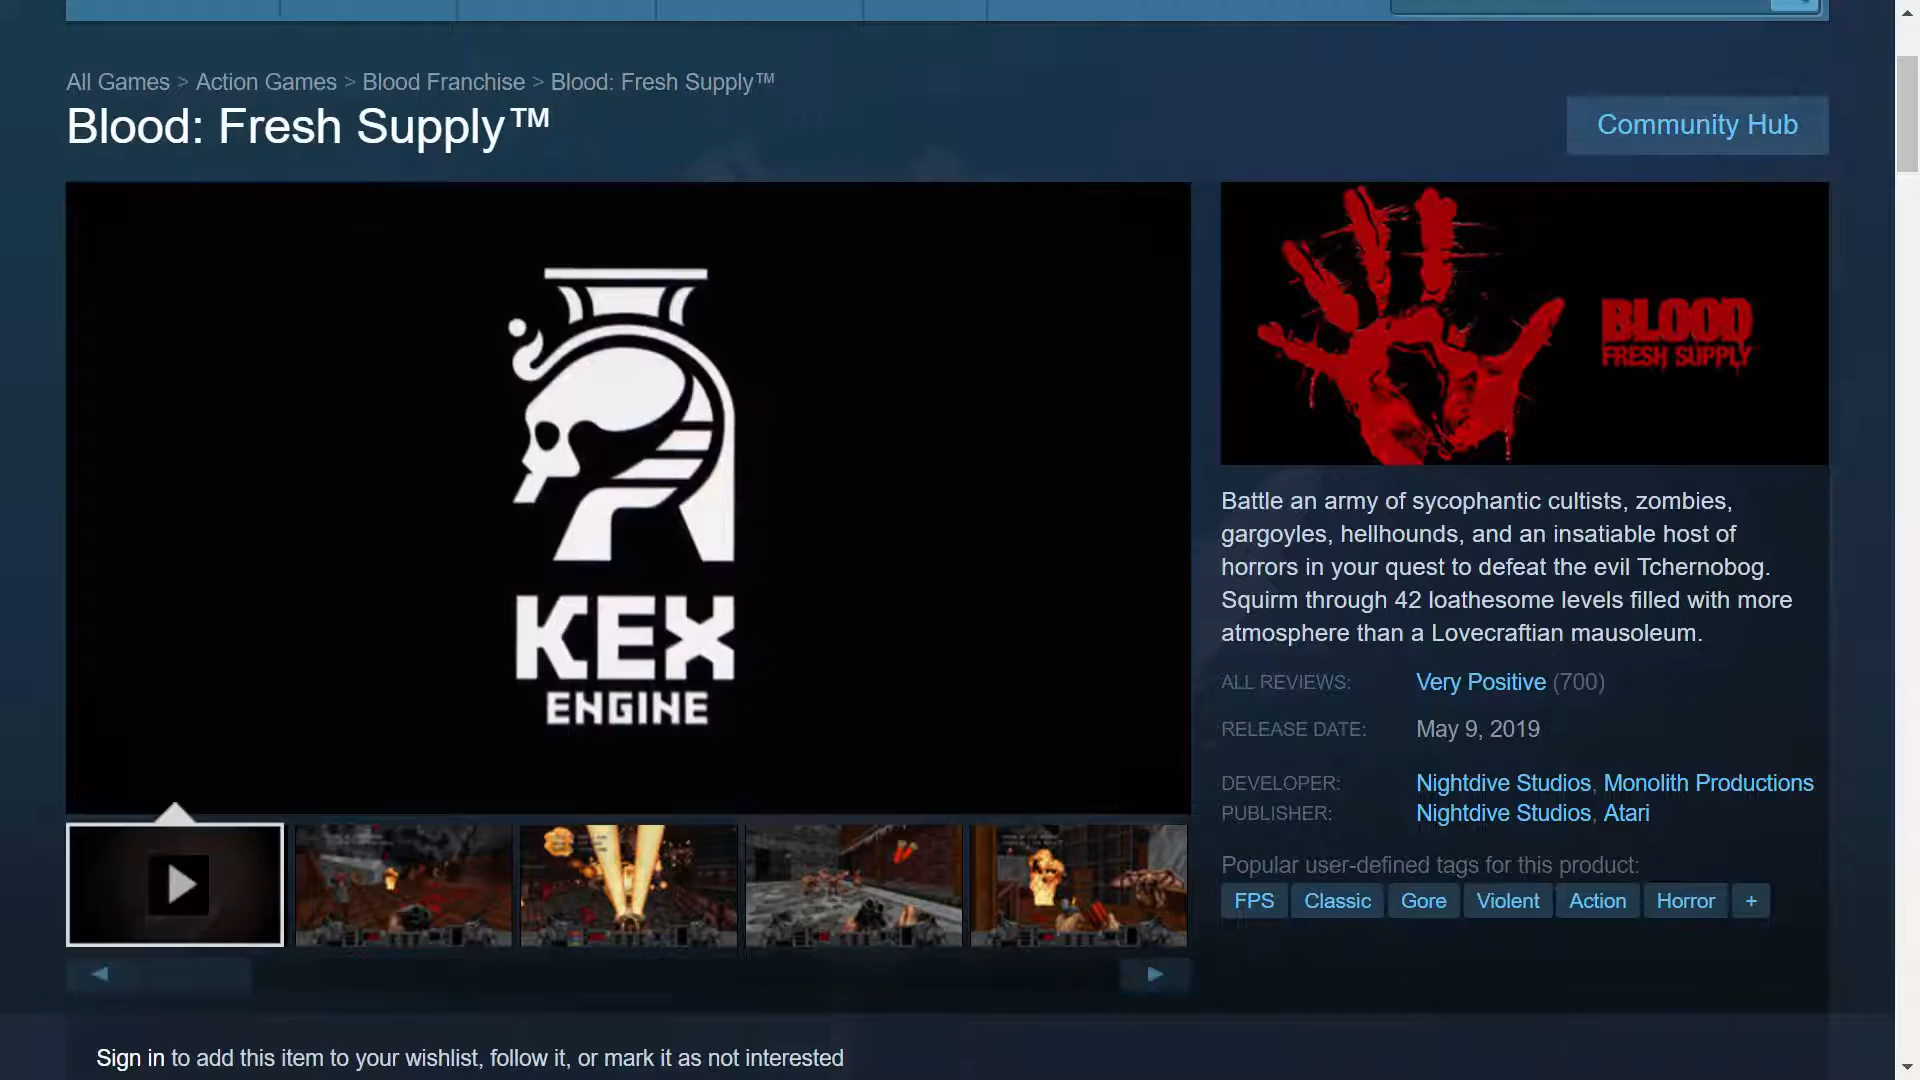 All Games > Action Games > Blood Franchise > Blood: Fresh Supply™
Blood: Fresh Supply™
Community Hub
KEX
ENGINE
BLOOD
FRESH SUPPLY
Battle an army of sycophantic cultists, zombies,
gargoyles, hellhounds, and an insatiable host of
horrors in your quest to defeat the evil Tchernobog.
Squirm through 42 loathesome levels filled with more
atmosphere than a Lovecraftian mausoleum.
ALL REVIEWS: Very Positive (700)
RELEASE DATE: May 9, 2019
DEVELOPER: Nightdive Studios, Monolith Productions
PUBLISHER: Nightdive Studios, Atari
Popular user-defined tags for this product:
FPS Classic Gore Violent Action Horror +
Sign in to add this item to your wishlist, follow it, or mark it as not interested